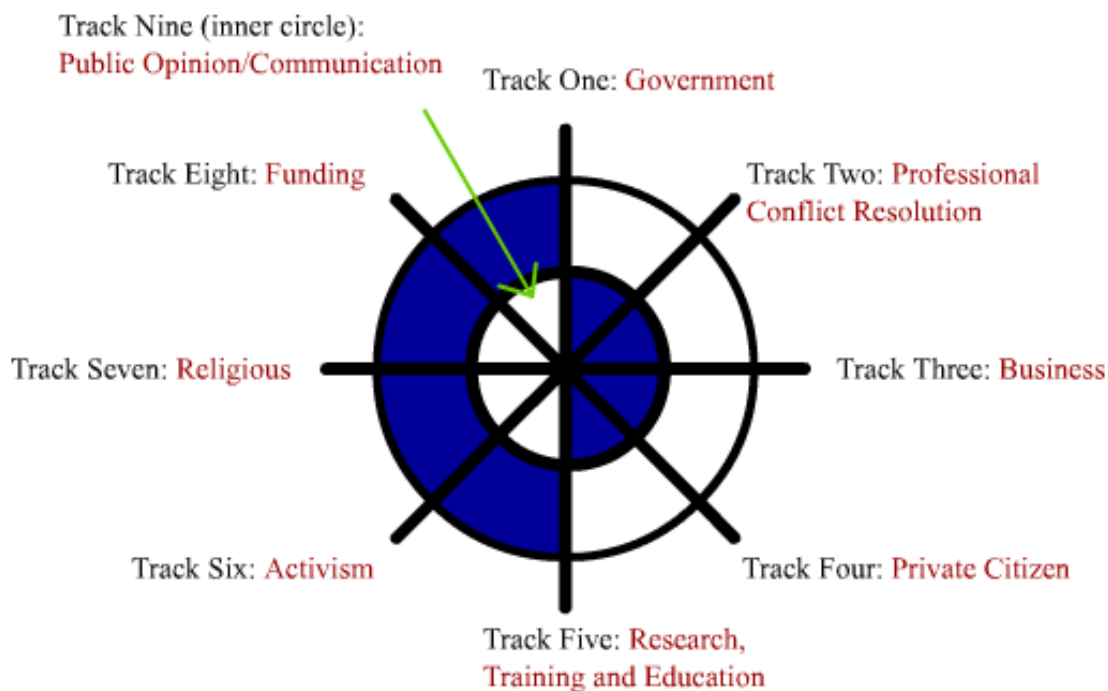 Track Nine (inner circle):
Public Opinion/Communication
Track One: Government
Track Eight: Funding
Track Two: Professional
Conflict Resolution
Track Seven: Religious
Track Three: Business
Track Six: Activism
Track Four: Private Citizen
Track Five: Research,
Training and Education